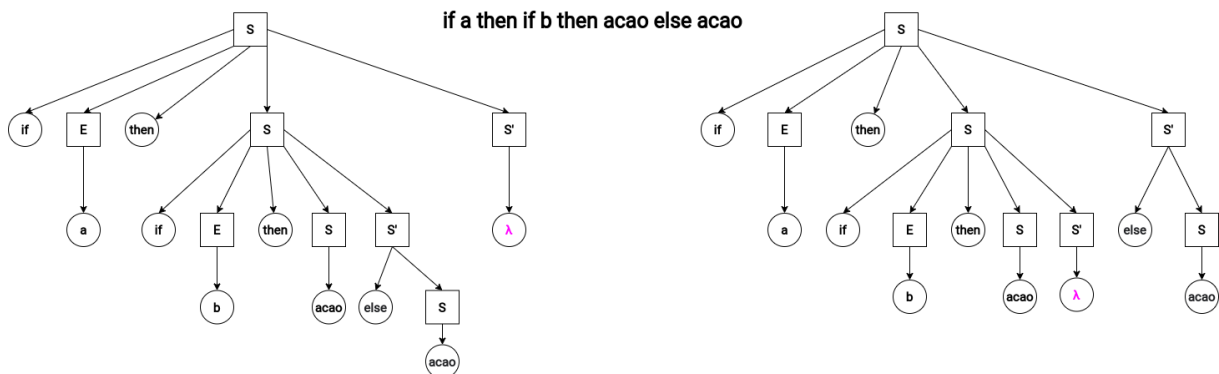 if a then if b then acao else acao
S S
if E then S S' if E then S S'
a if E then S S' λ a if E then S S' else S
b acao else S b acao λ acao
acao